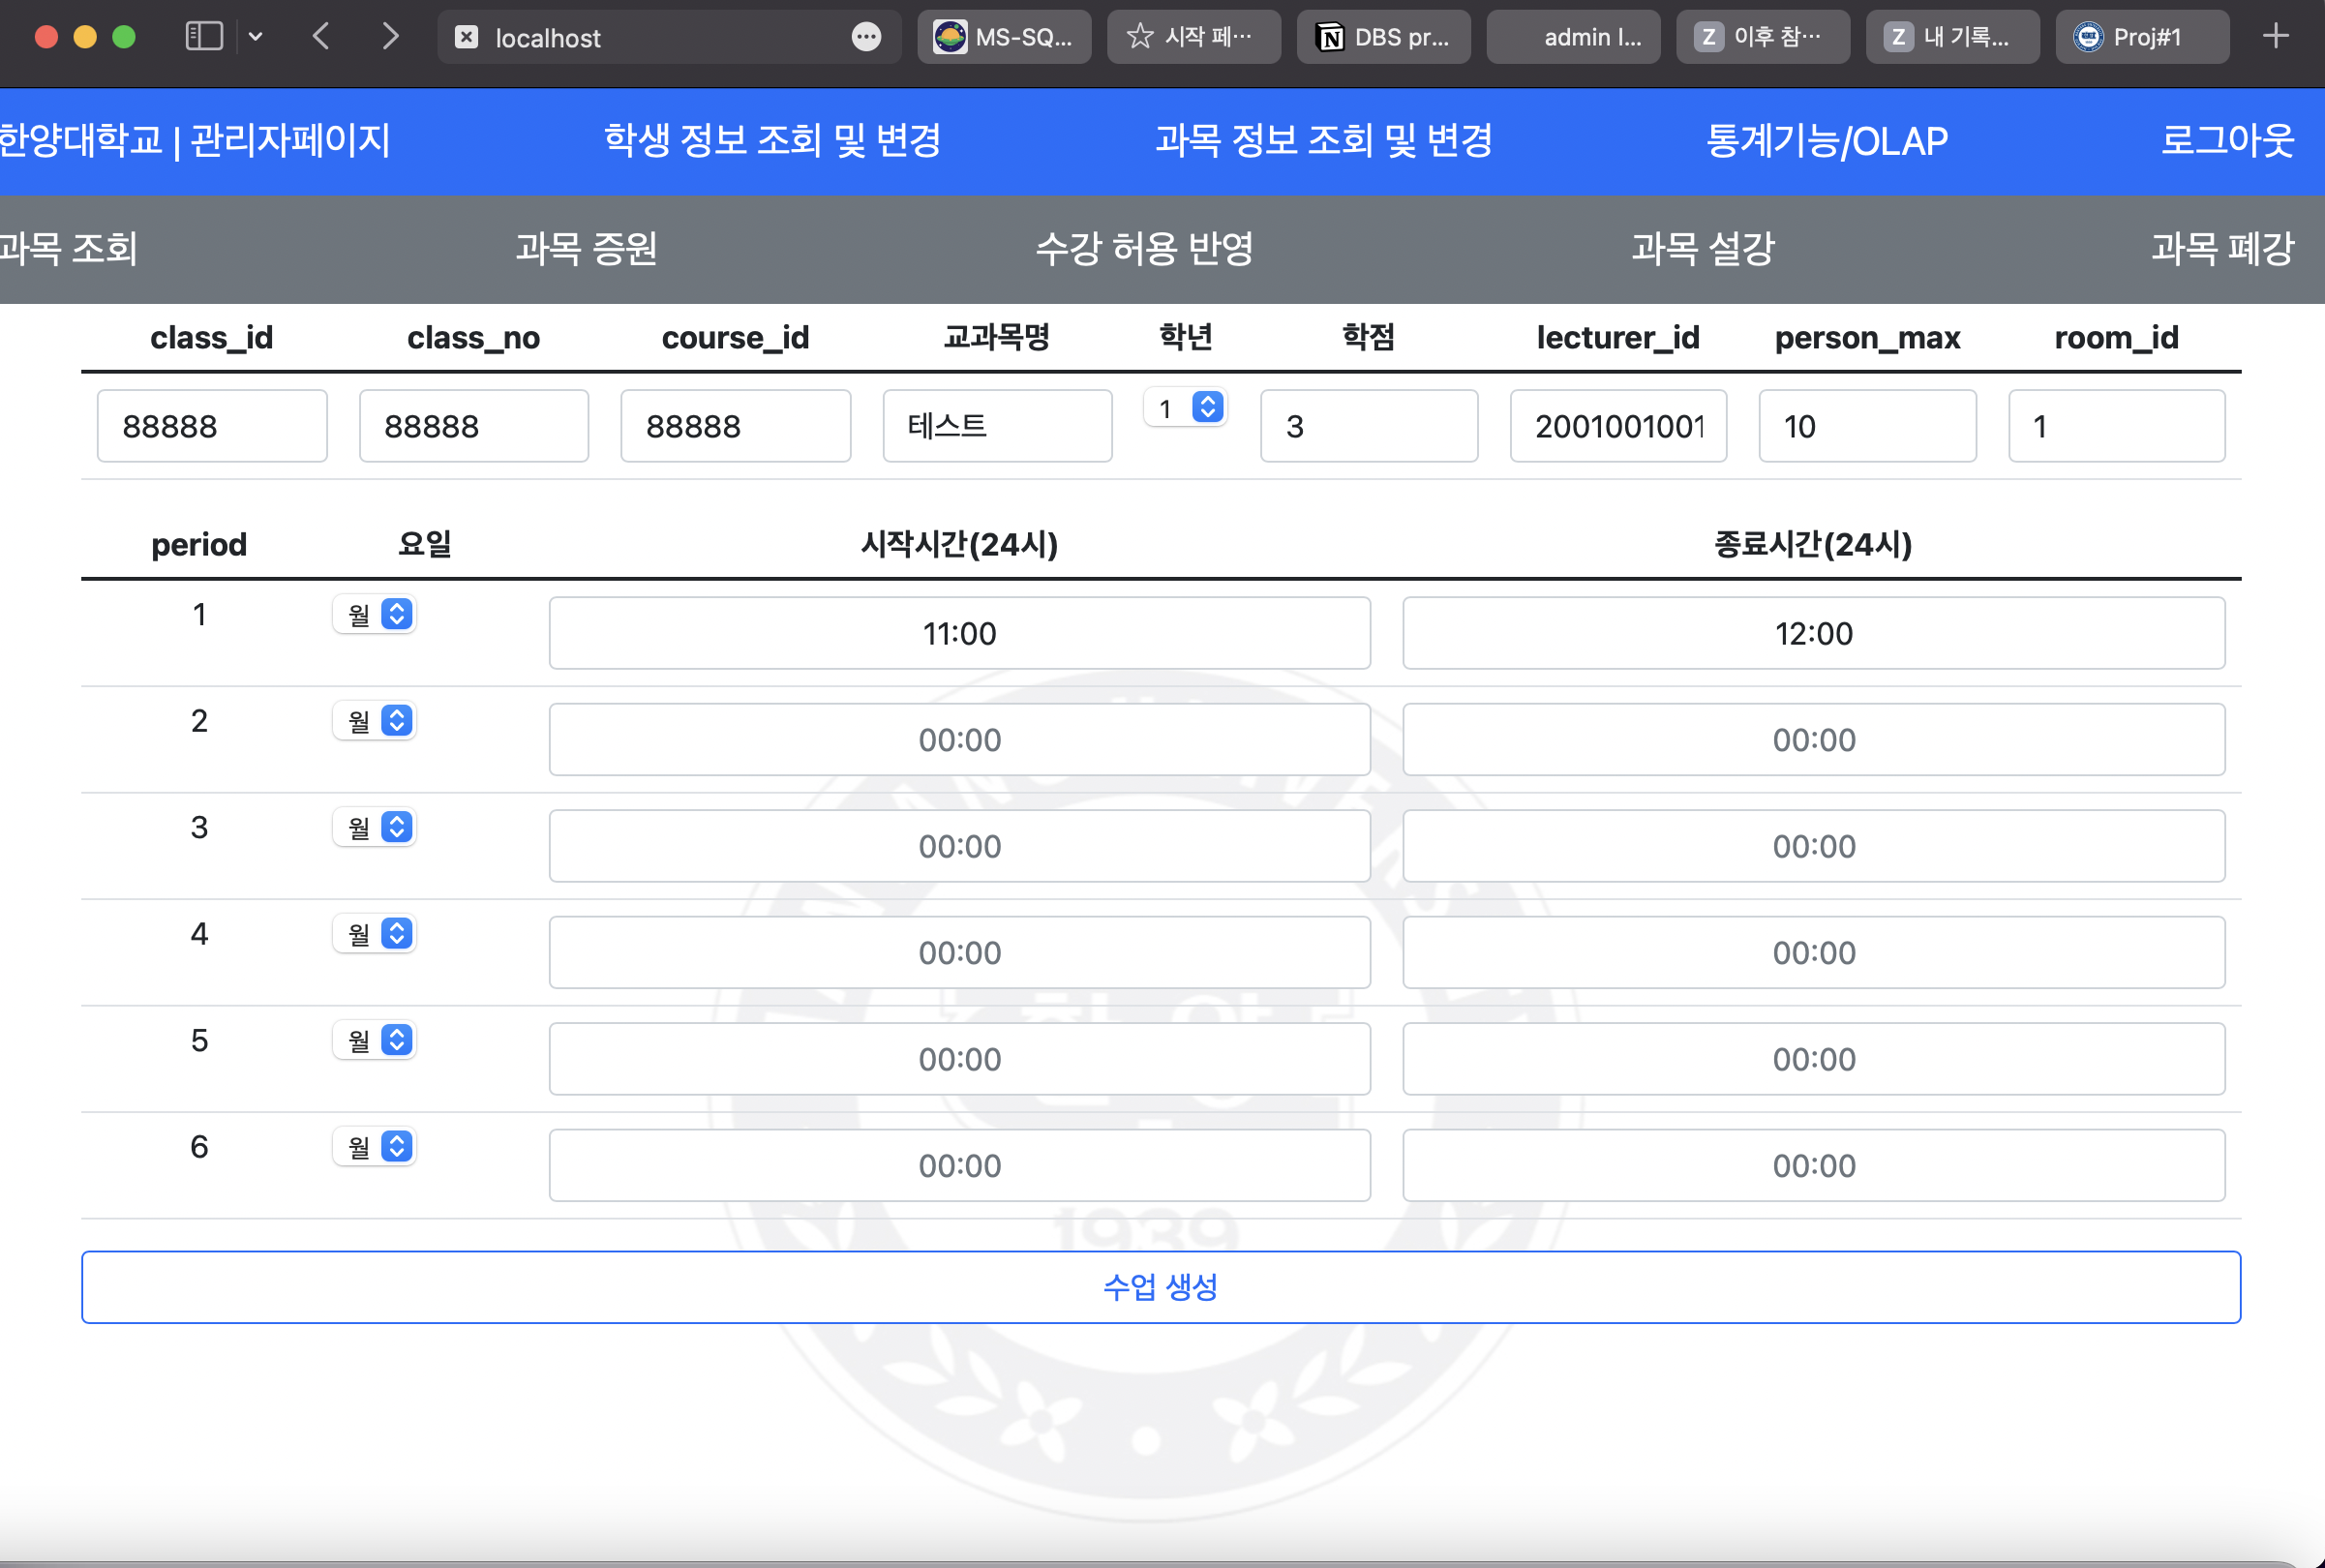 localhost
MS-SQ...
시작 페...
DBS pr...
admin l...
Z 이후 참...
Z 내 기록...
Proj#1
한양대학교 | 관리자페이지 학생 정보 조회 및 변경 과목 정보 조회 및 변경 통계기능/OLAP 로그아웃
과목 조회 과목 증원 수강 허용 반영 과목 설강 과목 폐강
class_id class_no course_id 교과목명 학년 학점 lecturer_id person_max room_id
88888 88888 88888 테스트 1 3 2001001001 10 1
period 요일 시작시간(24시) 종료시간(24시)
1 월 11:00 12:00
2 월 00:00 00:00
3 월 00:00 00:00
4 월 00:00 00:00
5 월 00:00 00:00
6 월 00:00 00:00
1939
수업 생성